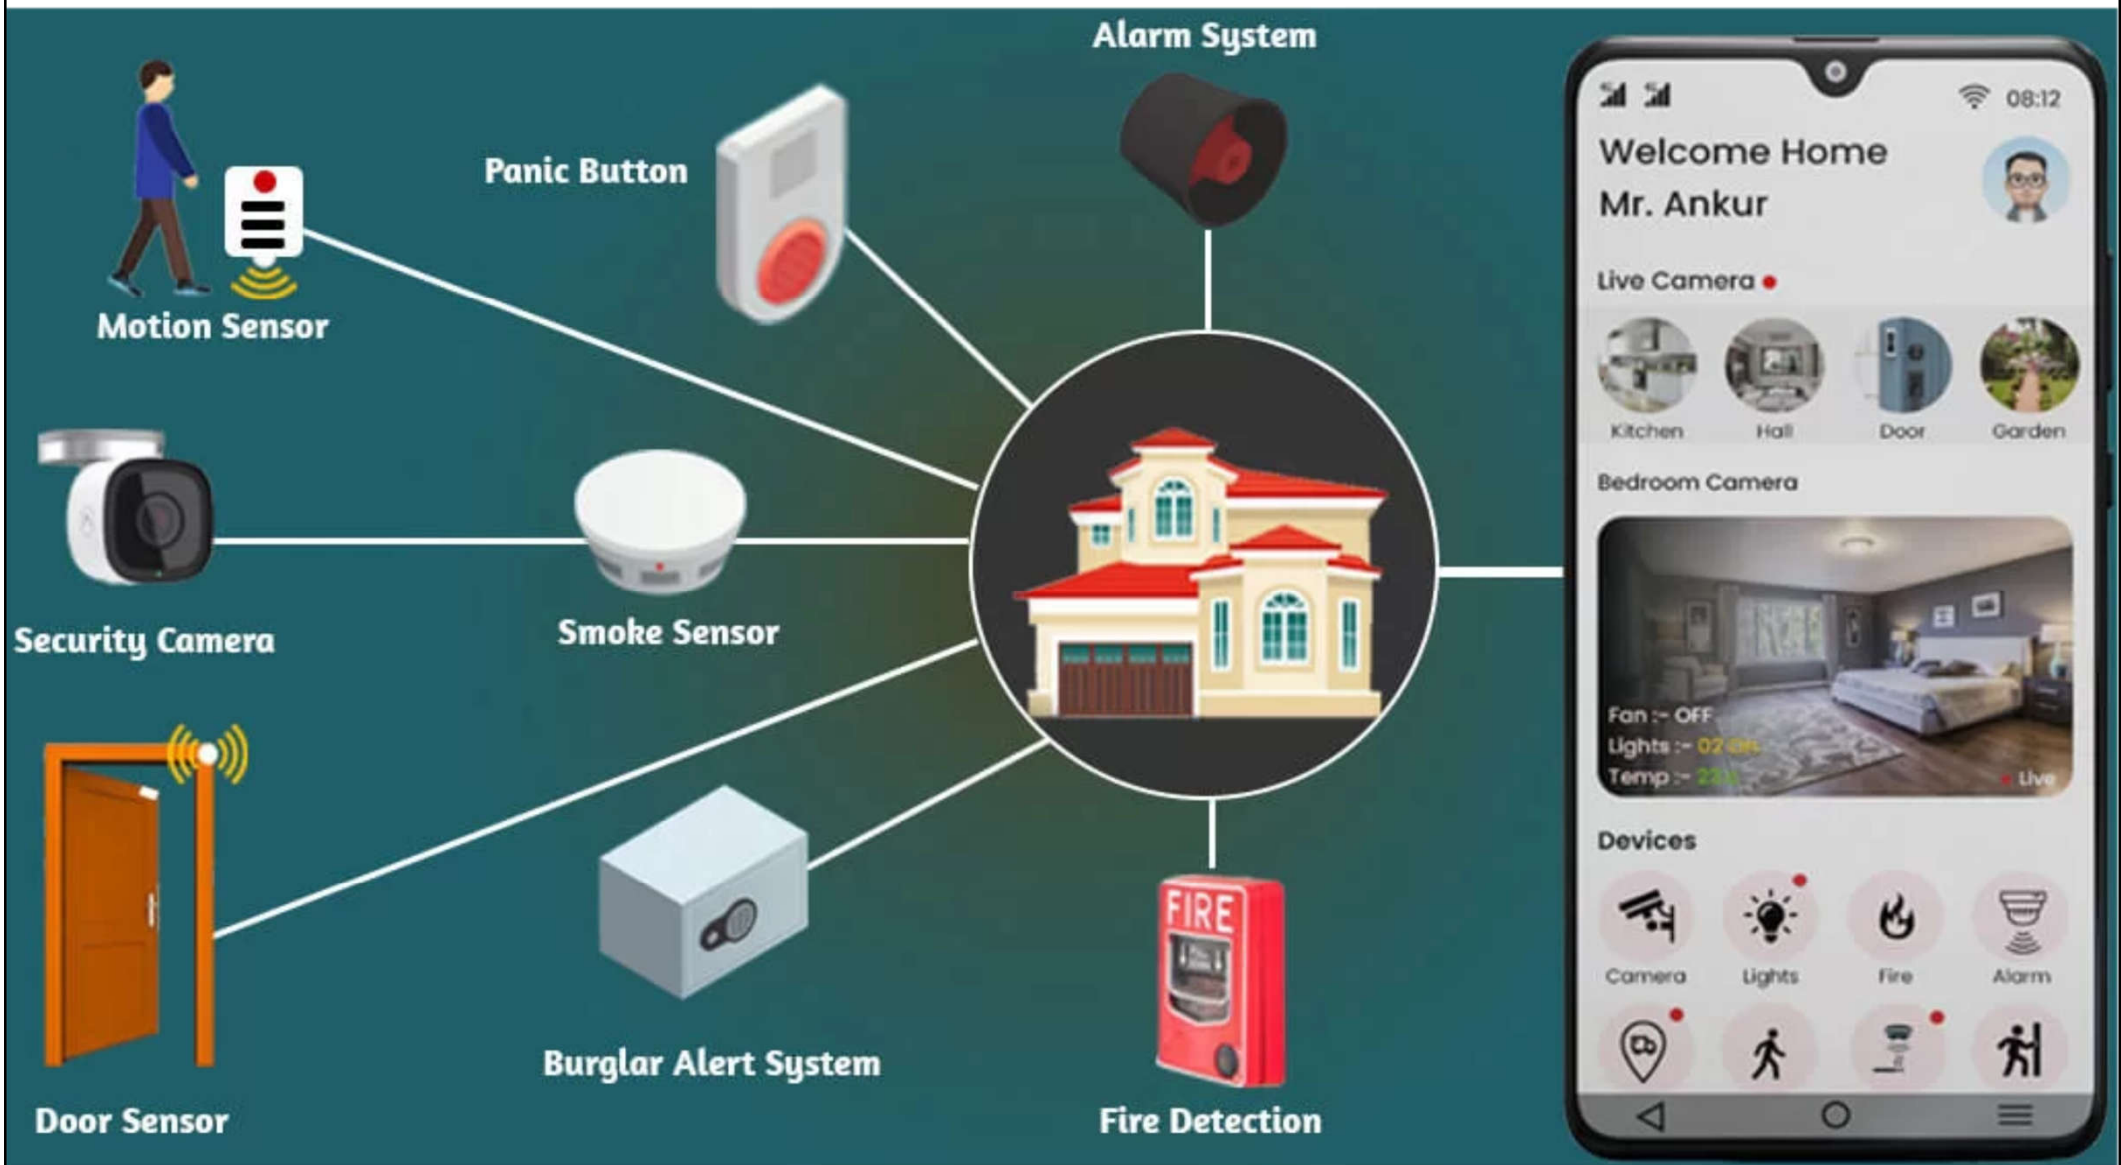 Alarm System
Panic Button
Motion Sensor
Security Camera
Smoke Sensor
Door Sensor
Burglar Alert System
FIRE
Fire Detection
08:12
Welcome Home
Mr. Ankur
Live Camera
Kitchen
Hall
Door
Garden
Bedroom Camera
Fan :- OFF
Lights :- 02
Temp :-
Live
Devices
Camera
Lights
Fire
Alarm